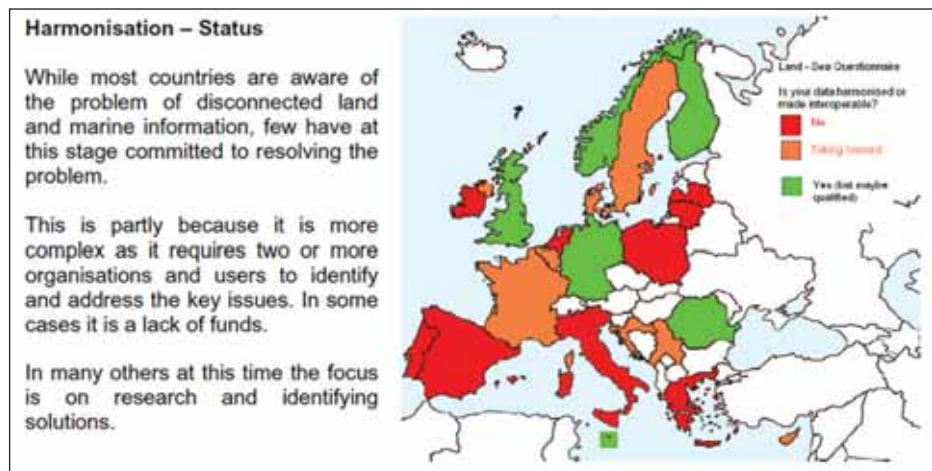 Harmonisation – Status
While most countries are aware of
the problem of disconnected land
and marine information, few have at
this stage committed to resolving the
problem.
This is partly because it is more
complex as it requires two or more
organisations and users to identify
and address the key issues. In some
cases it is a lack of funds.
In many others at this time the focus
is on research and identifying
solutions.
Land - Sea Questionnaire
Is your data harmonised or
made interoperable?
No
Taking forward
Yes (but maybe
qualified)